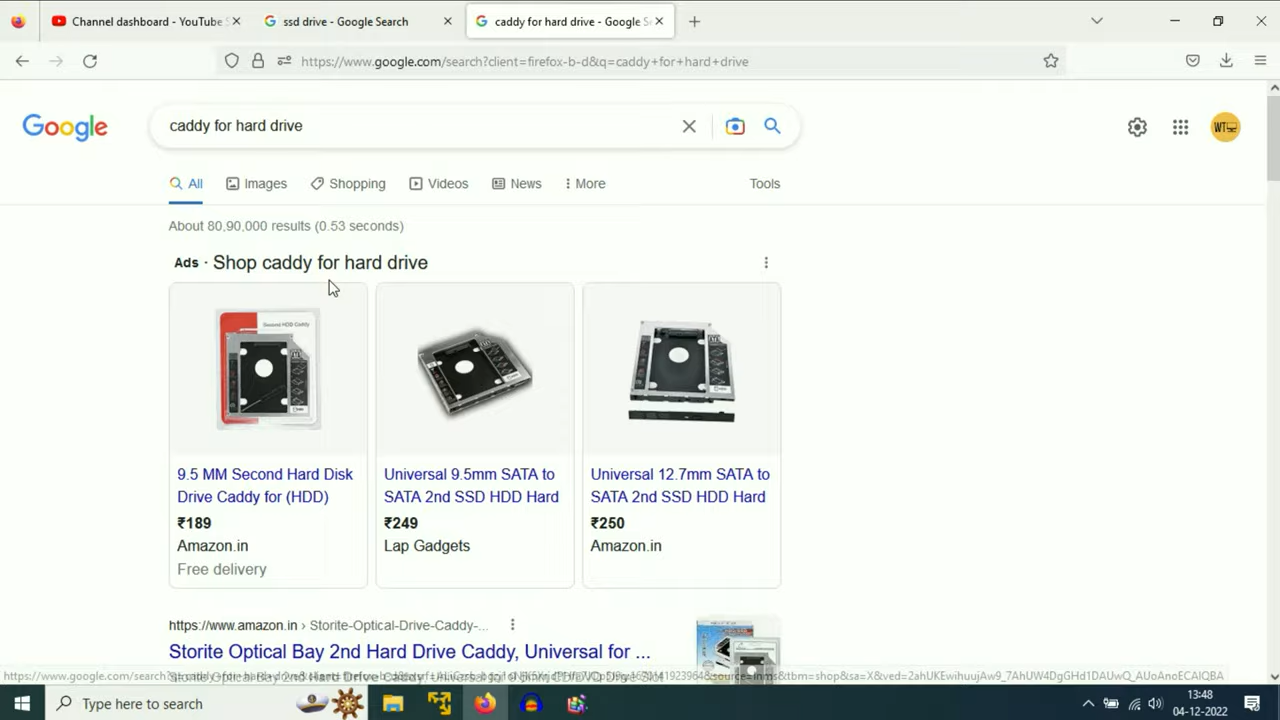 Channel dashboard - YouTube
ssd drive - Google Search
caddy for hard drive - Google Se
https://www.google.com/search?client=firefox-b-d&q=caddy+for+hard+drive
Google
caddy for hard drive
WT
All
Images
Shopping
Videos
News
More
Tools
About 80,90,000 results (0.53 seconds)
Ads · Shop caddy for hard drive
Second HDD Caddy
9.5 MM Second Hard Disk
Drive Caddy for (HDD)
₹189
Amazon.in
Free delivery
Universal 9.5mm SATA to
SATA 2nd SSD HDD Hard
₹249
Lap Gadgets
Universal 12.7mm SATA to
SATA 2nd SSD HDD Hard
₹250
Amazon.in
https://www.amazon.in › Storite-Optical-Drive-Caddy-...
Storite Optical Bay 2nd Hard Drive Caddy, Universal for ...
Type here to search
13:48
04-12-2022